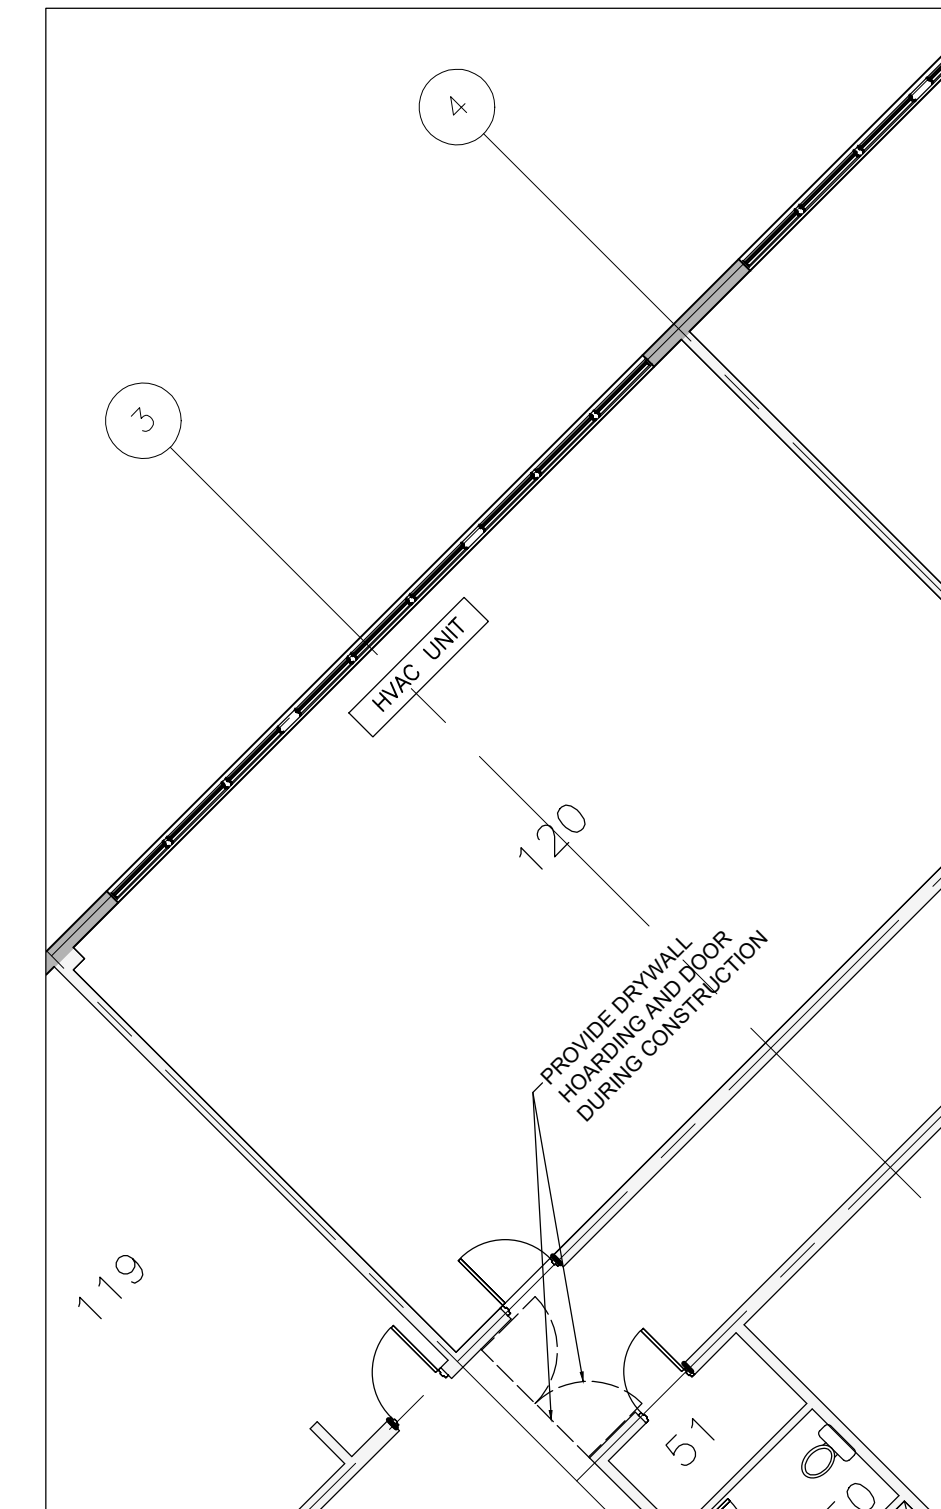 4
3
HVAC UNIT
120
PROVIDE DRYWALL
HOARDING AND DOOR
DURING CONSTRUCTION
119
51